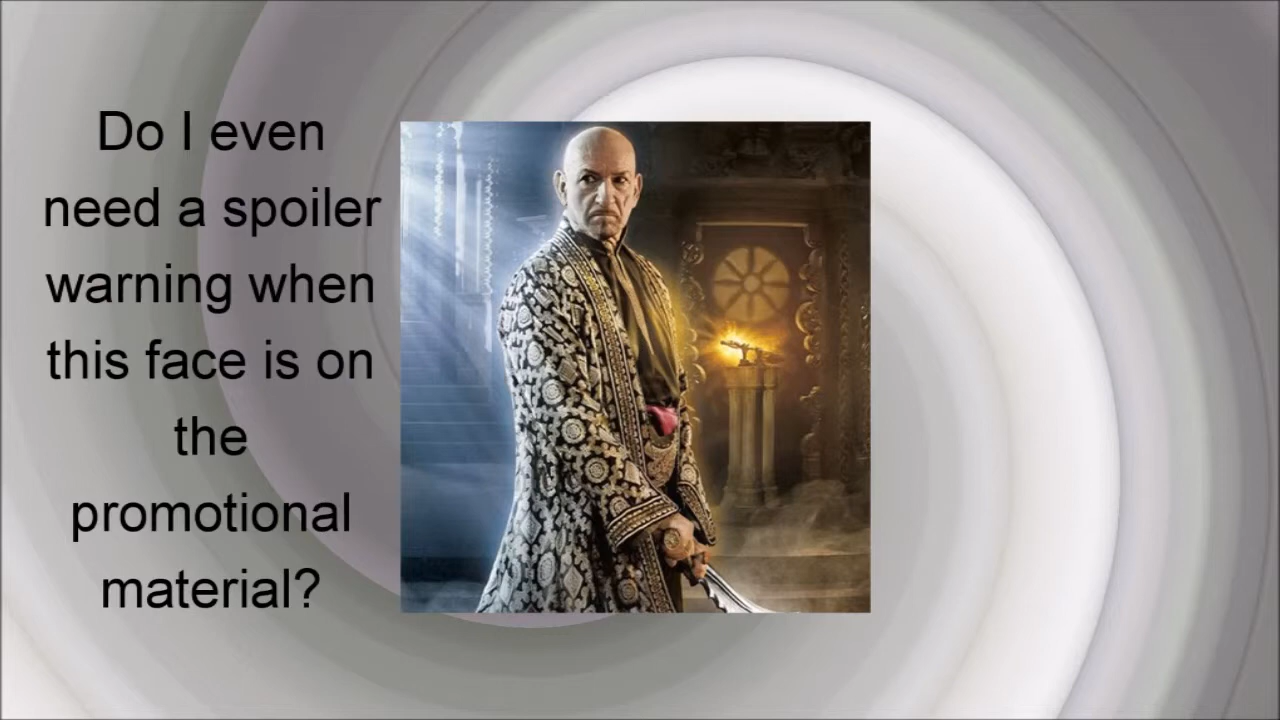 Do I even
need a spoiler
warning when
this face is on
the
promotional
material?